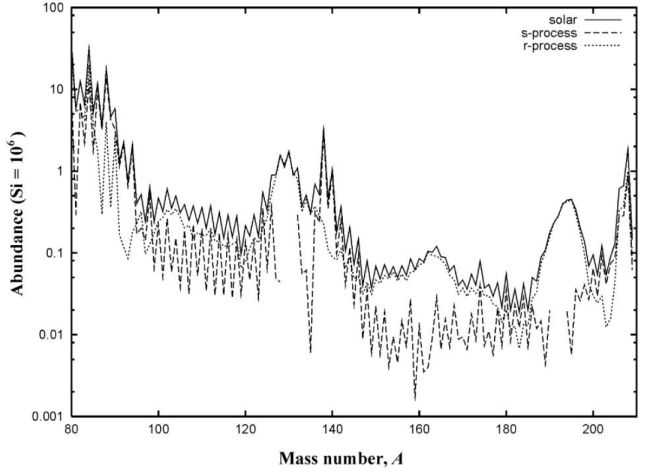 100
10
1
0.1
0.01
0.001
Abundance (Si = 10⁶)
solar
s-process
r-process
80 100 120 140 160 180 200
Mass number, A